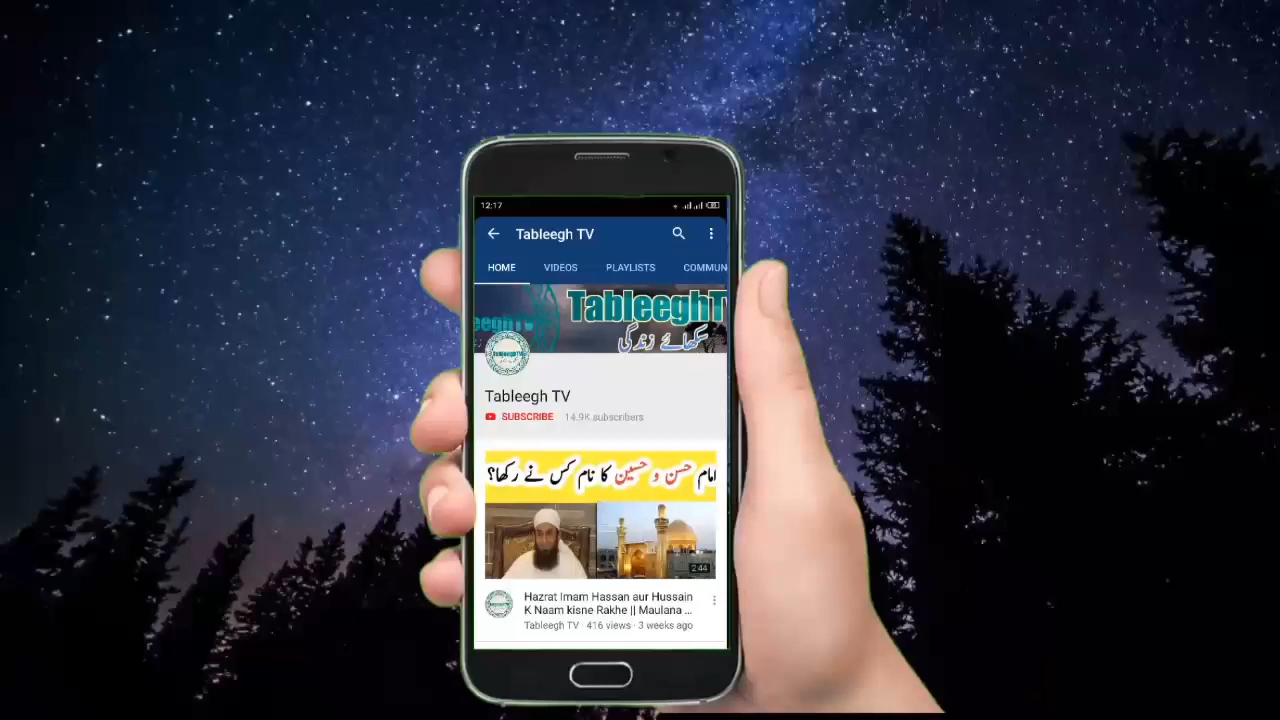 12:17
Tableegh TV
HOME VIDEOS PLAYLISTS COMMUN
TableeghT
سکھائے زندگی
Tableegh TV
SUBSCRIBE 14.9K subscribers
امام حسن و حسین کا نام کس نے رکھا؟
2:44
Hazrat Imam Hassan aur Hussain
K Naam kisne Rakhe || Maulana ...
Tableegh TV · 416 views · 3 weeks ago